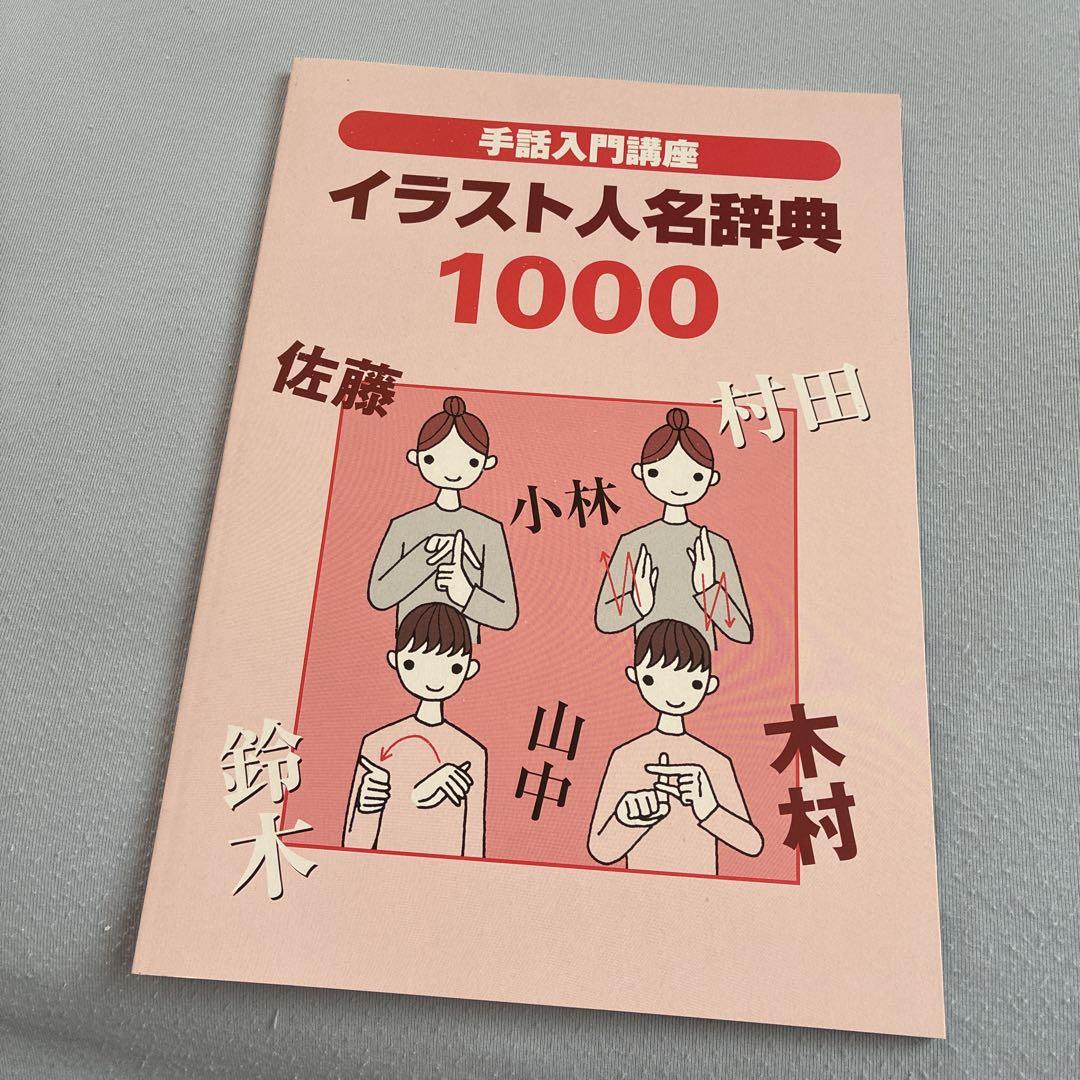 手話入門講座
イラスト人名辞典
1000
佐藤
村田
小林
鈴木
山中
木村